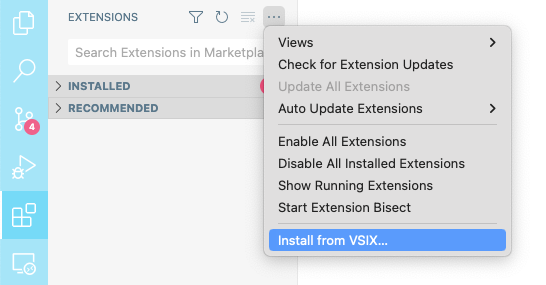 EXTENSIONS
Search Extensions in Marketpla
INSTALLED
RECOMMENDED
4
Views
Check for Extension Updates
Update All Extensions
Auto Update Extensions
Enable All Extensions
Disable All Installed Extensions
Show Running Extensions
Start Extension Bisect
Install from VSIX...